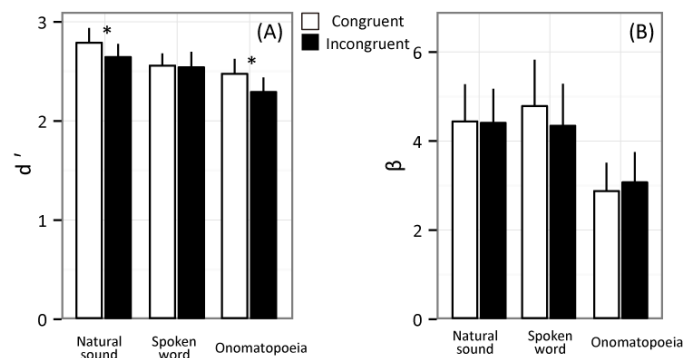 3
2
1
0
d ′
(A)
*
*
Natural
sound
Spoken
word
Onomatopoeia
Congruent
Incongruent
6
4
2
0
β
(B)
Natural
sound
Spoken
word
Onomatopoeia